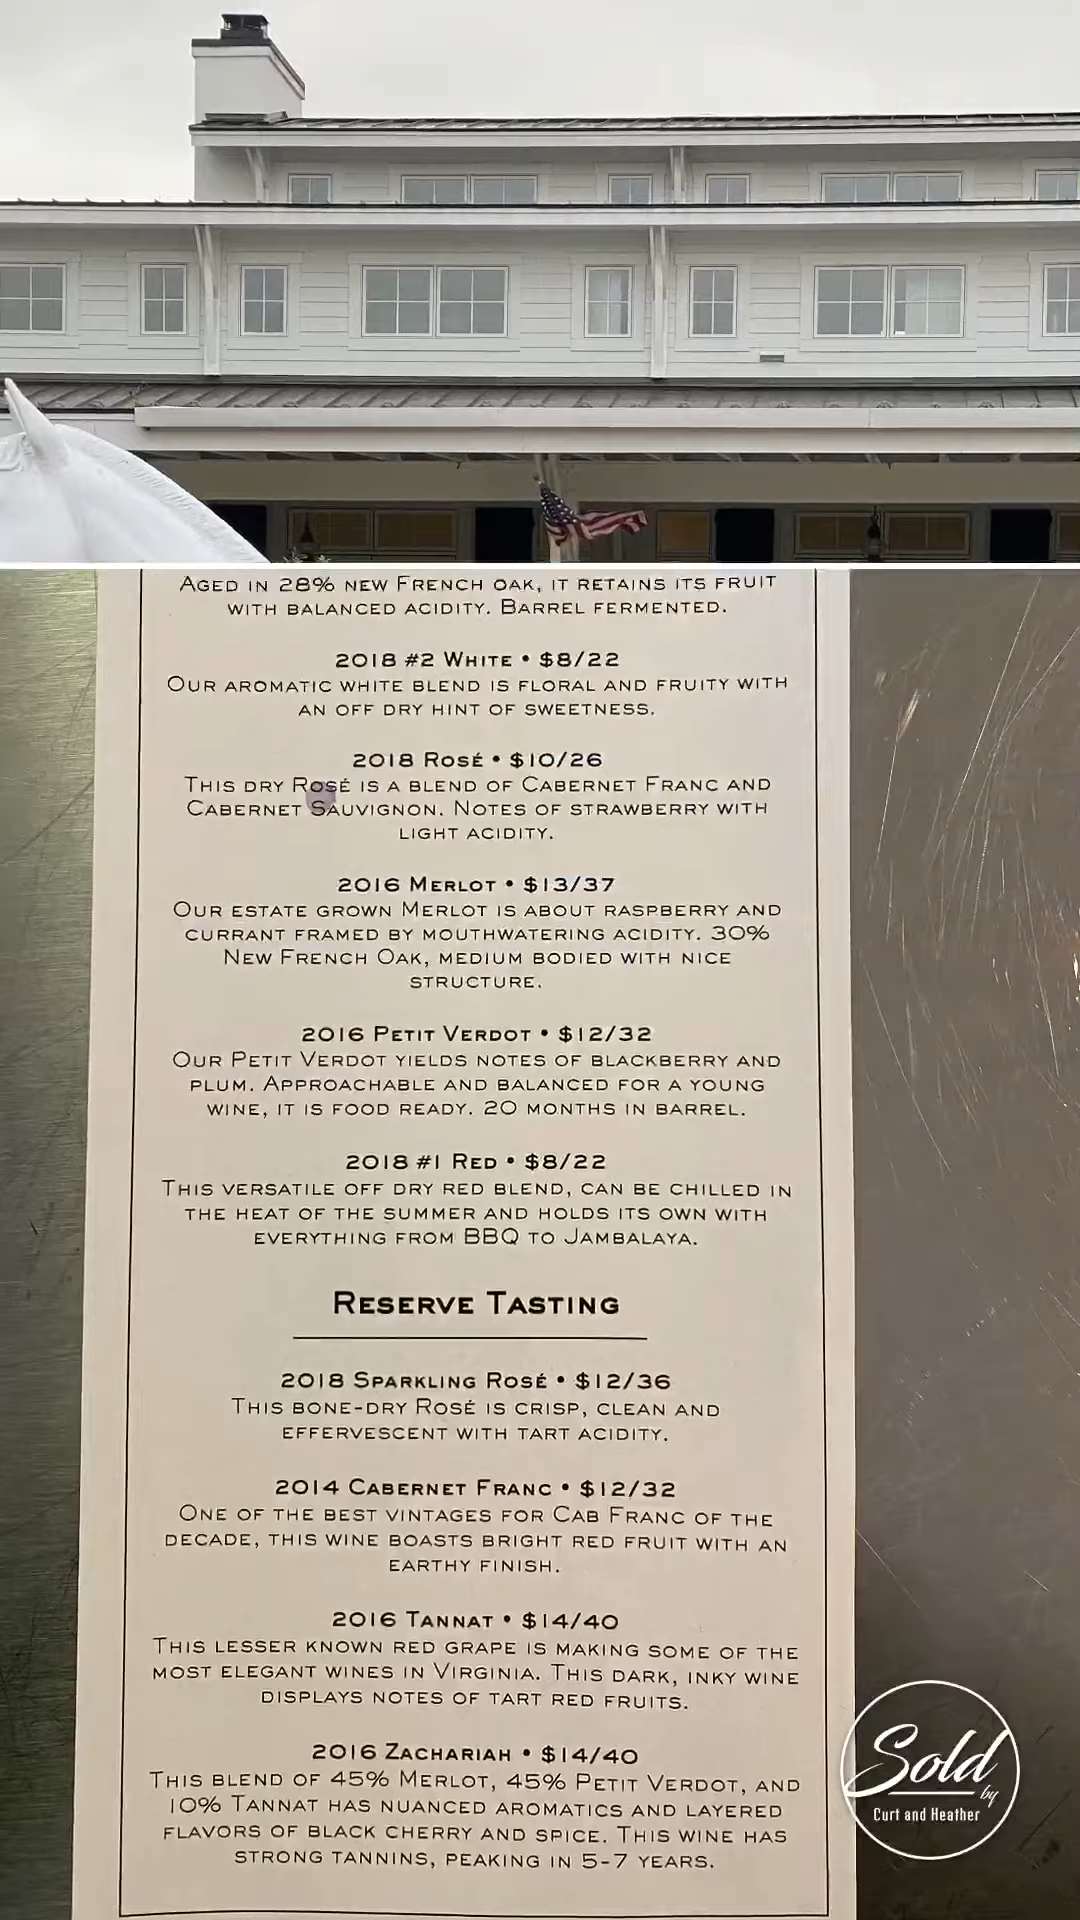 Aged in 28% new French oak, it retains its fruit
with balanced acidity. Barrel fermented.
2018 #2 White • $8/22
Our aromatic white blend is floral and fruity with
an off dry hint of sweetness.
2018 Rosé • $10/26
This dry Rosé is a blend of Cabernet Franc and
Cabernet Sauvignon. Notes of strawberry with
light acidity.
2016 Merlot • $13/37
Our estate grown Merlot is about raspberry and
currant framed by mouthwatering acidity. 30%
New French Oak, medium bodied with nice
structure.
2016 Petit Verdot • $12/32
Our Petit Verdot yields notes of blackberry and
plum. Approachable and balanced for a young
wine, it is food ready. 20 months in barrel.
2018 #1 Red • $8/22
This versatile off dry red blend, can be chilled in
the heat of the summer and holds its own with
everything from BBQ to Jambalaya.
Reserve Tasting
2018 Sparkling Rosé • $12/36
This bone-dry Rosé is crisp, clean and
effervescent with tart acidity.
2014 Cabernet Franc • $12/32
One of the best vintages for Cab Franc of the
decade, this wine boasts bright red fruit with an
earthy finish.
2016 Tannat • $14/40
This lesser known red grape is making some of the
most elegant wines in Virginia. This dark, inky wine
displays notes of tart red fruits.
2016 Zachariah • $14/40
This blend of 45% Merlot, 45% Petit Verdot, and
10% Tannat has nuanced aromatics and layered
flavors of black cherry and spice. This wine has
strong tannins, peaking in 5-7 years.
Sold
by
Curt and Heather